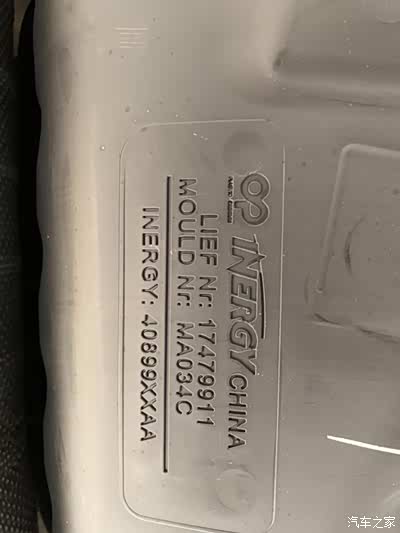 INERGY CHINA
LIEF Nr: 17479911
MOULD Nr: MA034C
INERGY: 40899XXAA
汽车之家